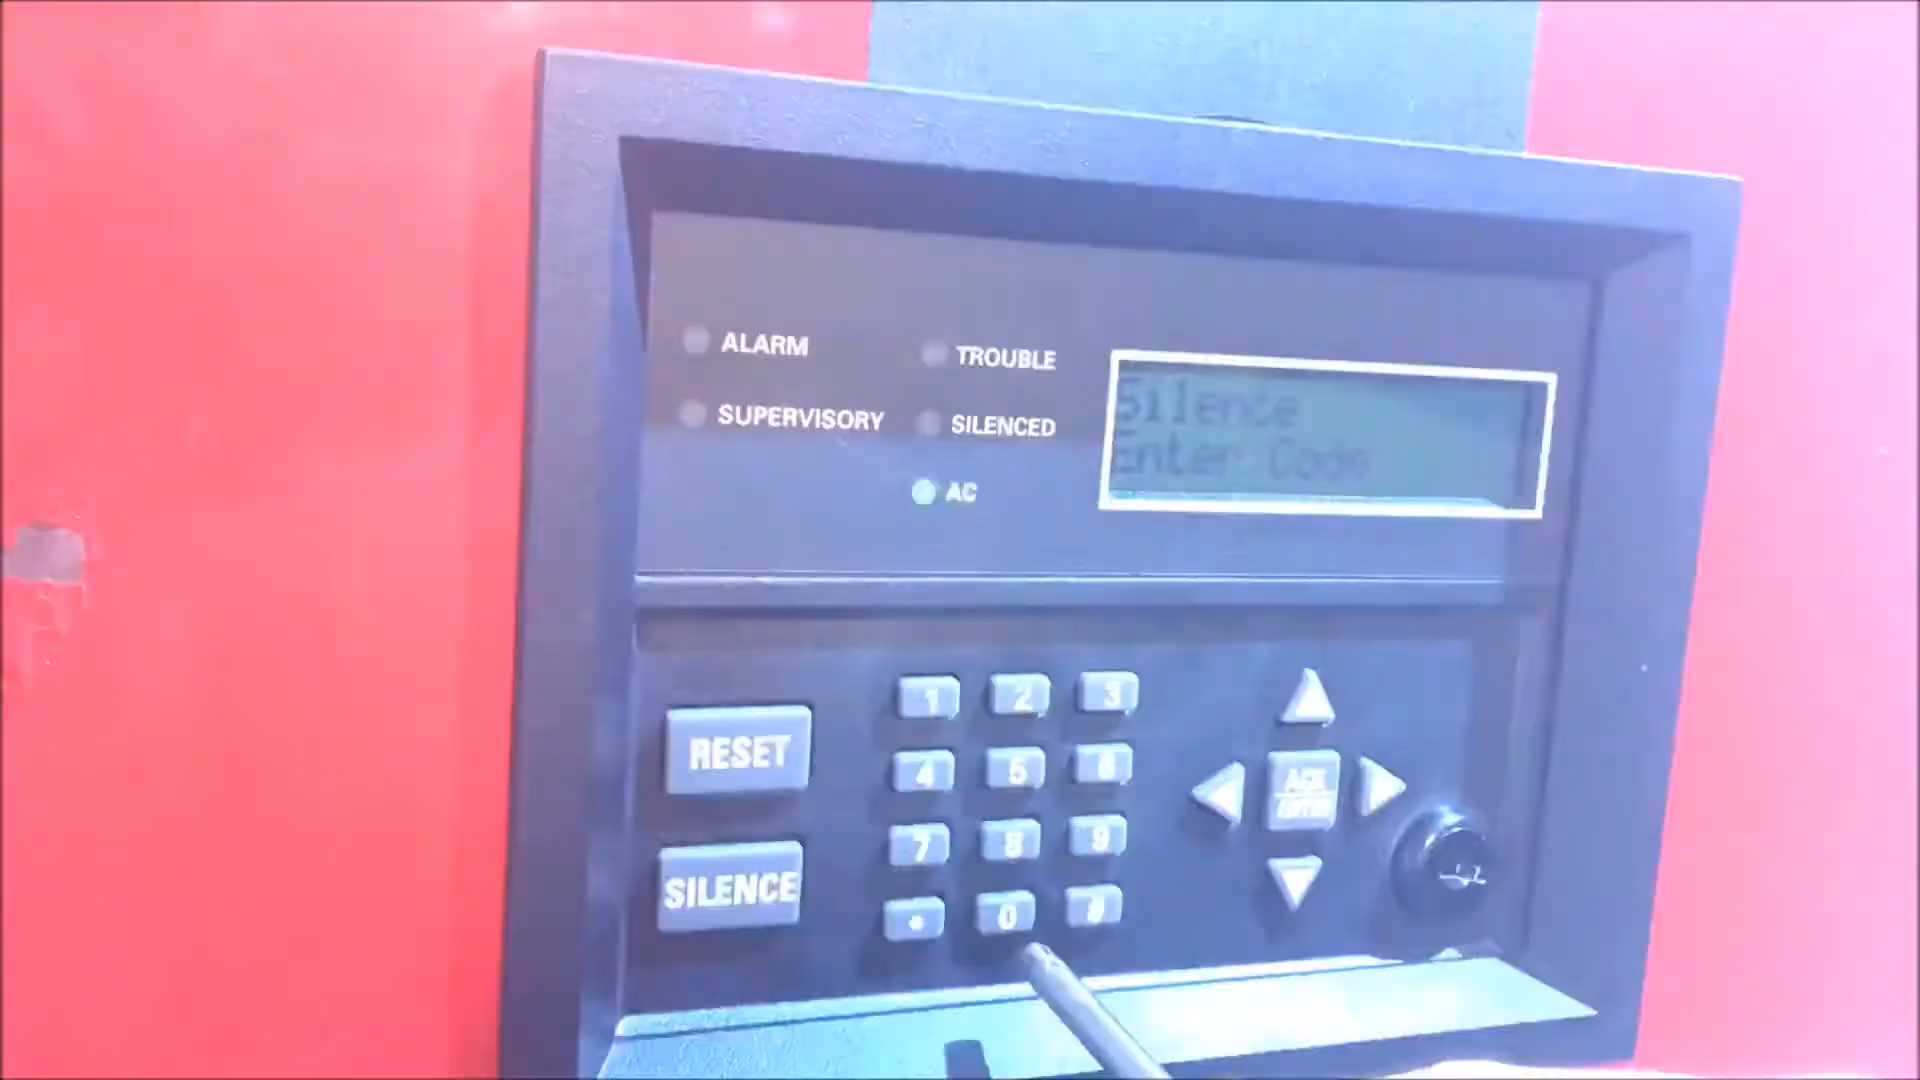 ALARM
TROUBLE
SUPERVISORY
SILENCED
AC
Silence
Enter Code
RESET
SILENCE
1 2 3
4 5 6
7 8 9
* 0 #
ACK
ENTER